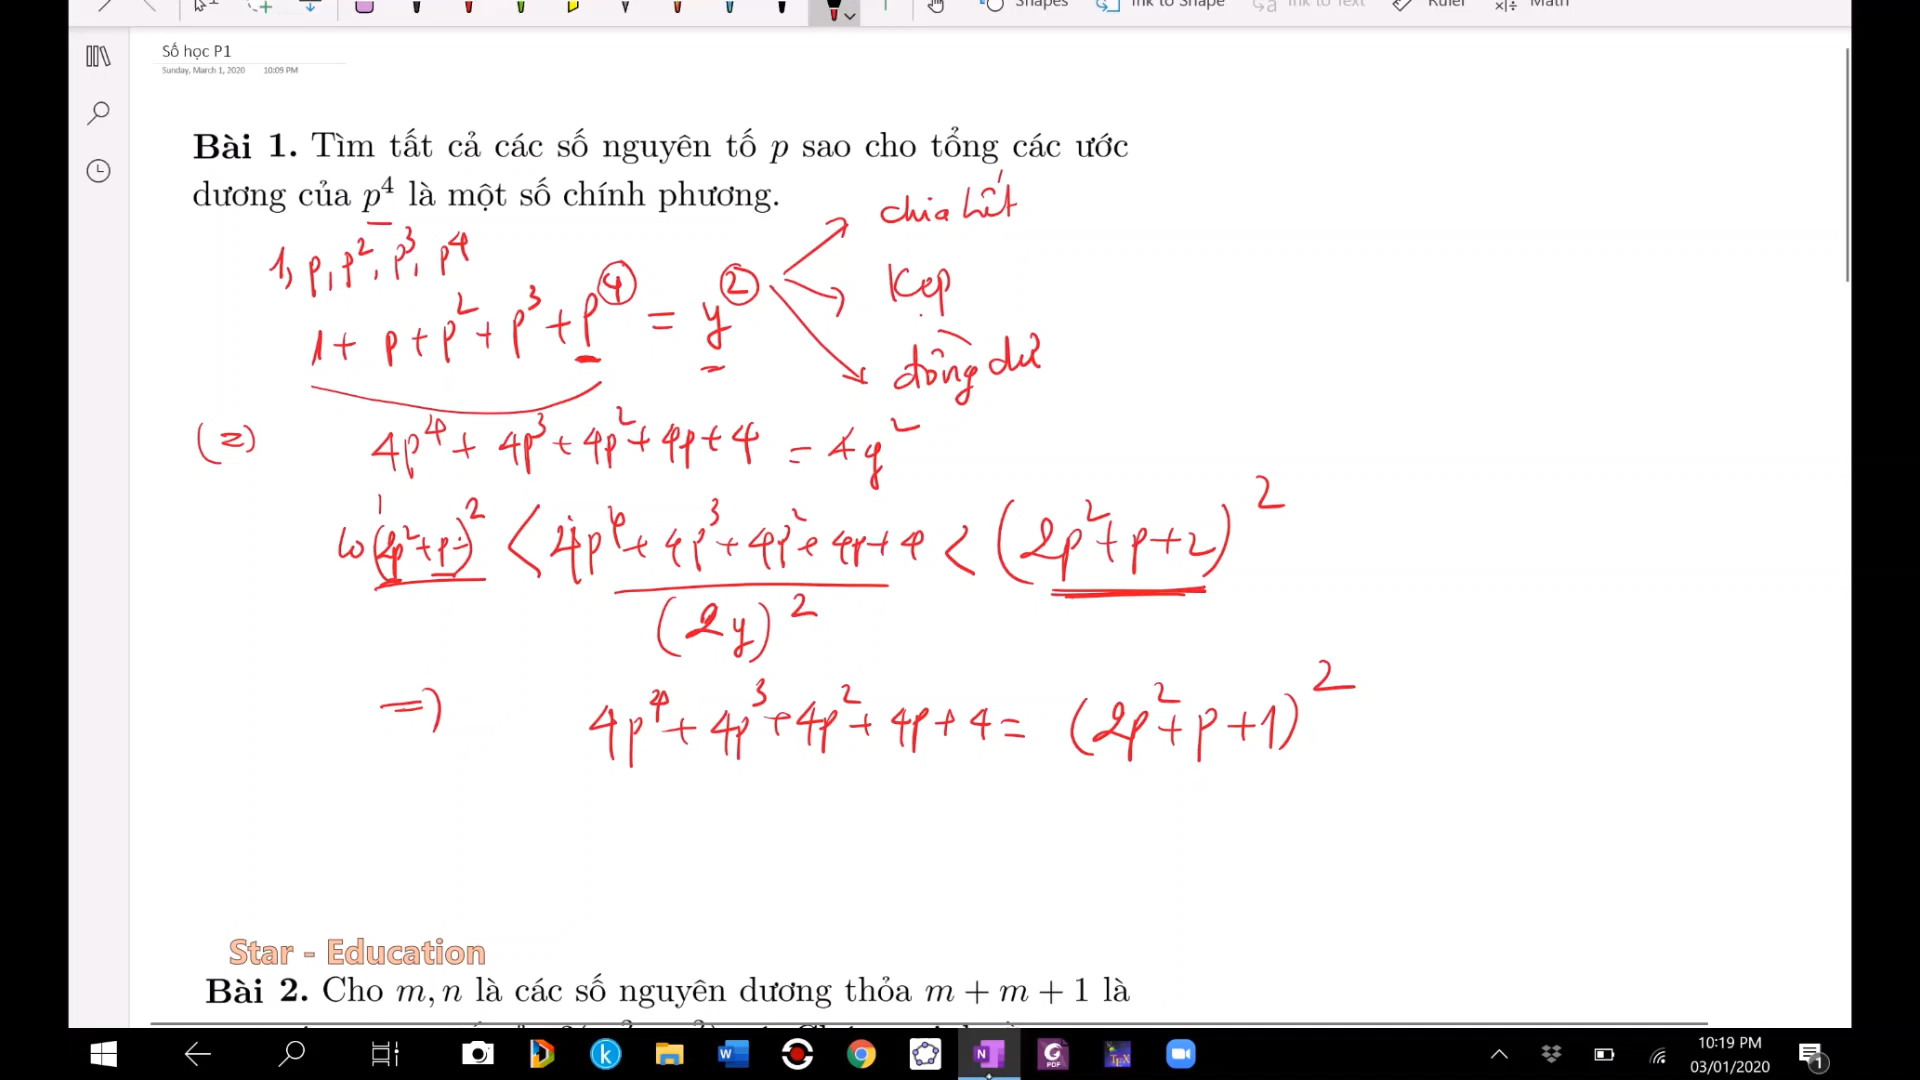 Shapes Ink to Shape Ink to Text Ruler Math
Số học P1
Sunday, March 1, 2020 10:09 PM
Bài 1. Tìm tất cả các số nguyên tố p sao cho tổng các ước
dương của p⁴ là một số chính phương.
chia hết
1, p, p², p³, p⁴
Kẹp
1 + p + p² + p³ + p⁴ = y²
đồng dư
(2) 4p⁴ + 4p³ + 4p² + 4p + 4 = 4y²
(2p² + p)² < 4p⁴ + 4p³ + 4p² + 4p + 4 < (2p² + p + 2)²
(2y)²
=> 4p⁴ + 4p³ + 4p² + 4p + 4 = (2p² + p + 1)²
Star - Education
Bài 2. Cho m, n là các số nguyên dương thỏa m + m + 1 là
10:19 PM
03/01/2020